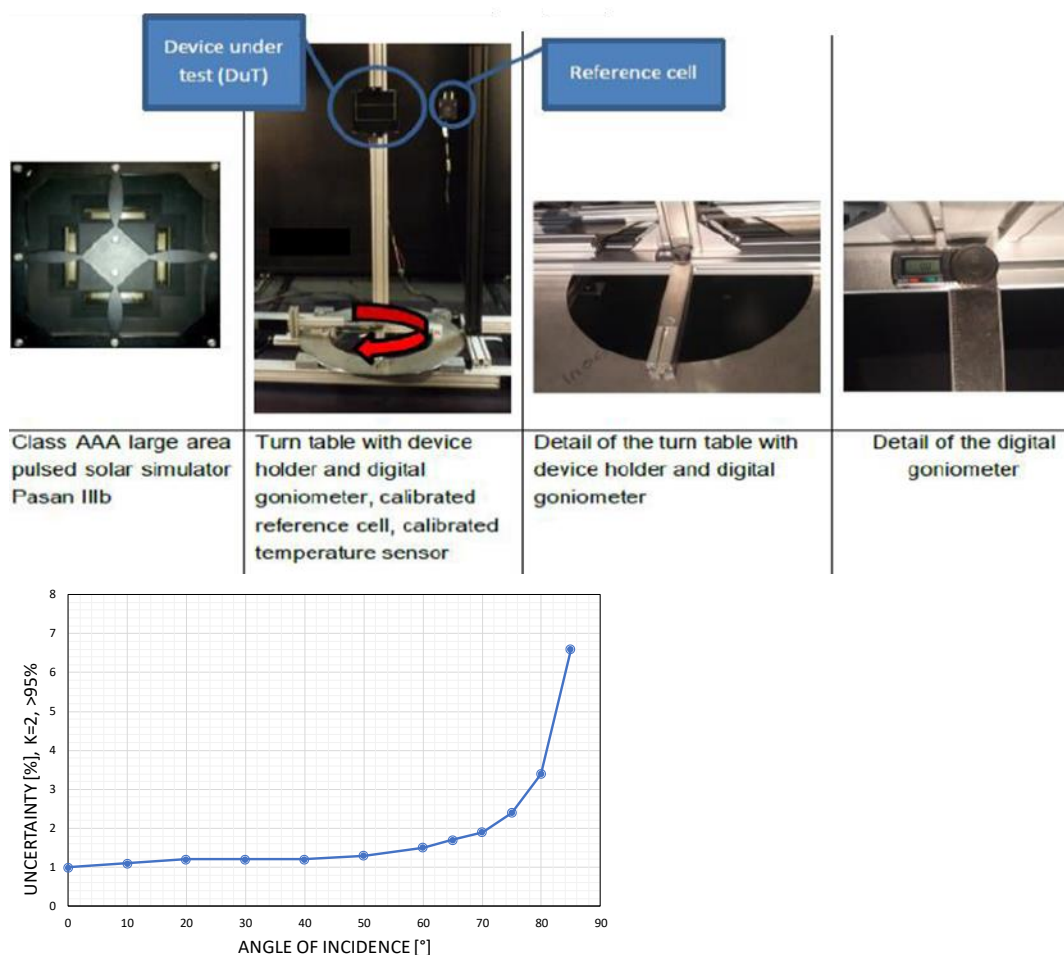 Device under
test (DuT)
Reference cell
Class AAA large area
pulsed solar simulator
Pasan IIIb
Turn table with device
holder and digital
goniometer, calibrated
reference cell, calibrated
temperature sensor
Detail of the turn table with
device holder and digital
goniometer
Detail of the digital
goniometer
8
7
6
5
4
3
2
1
0
UNCERTAINTY [%], K=2, >95%
0 10 20 30 40 50 60 70 80 90
ANGLE OF INCIDENCE [°]